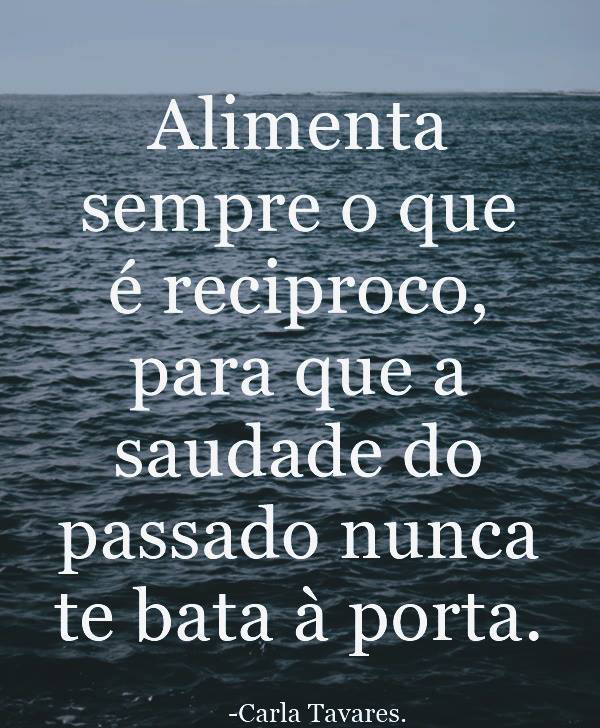 Alimenta
sempre o que
é reciproco,
para que a
saudade do
passado nunca
te bata à porta.
-Carla Tavares.